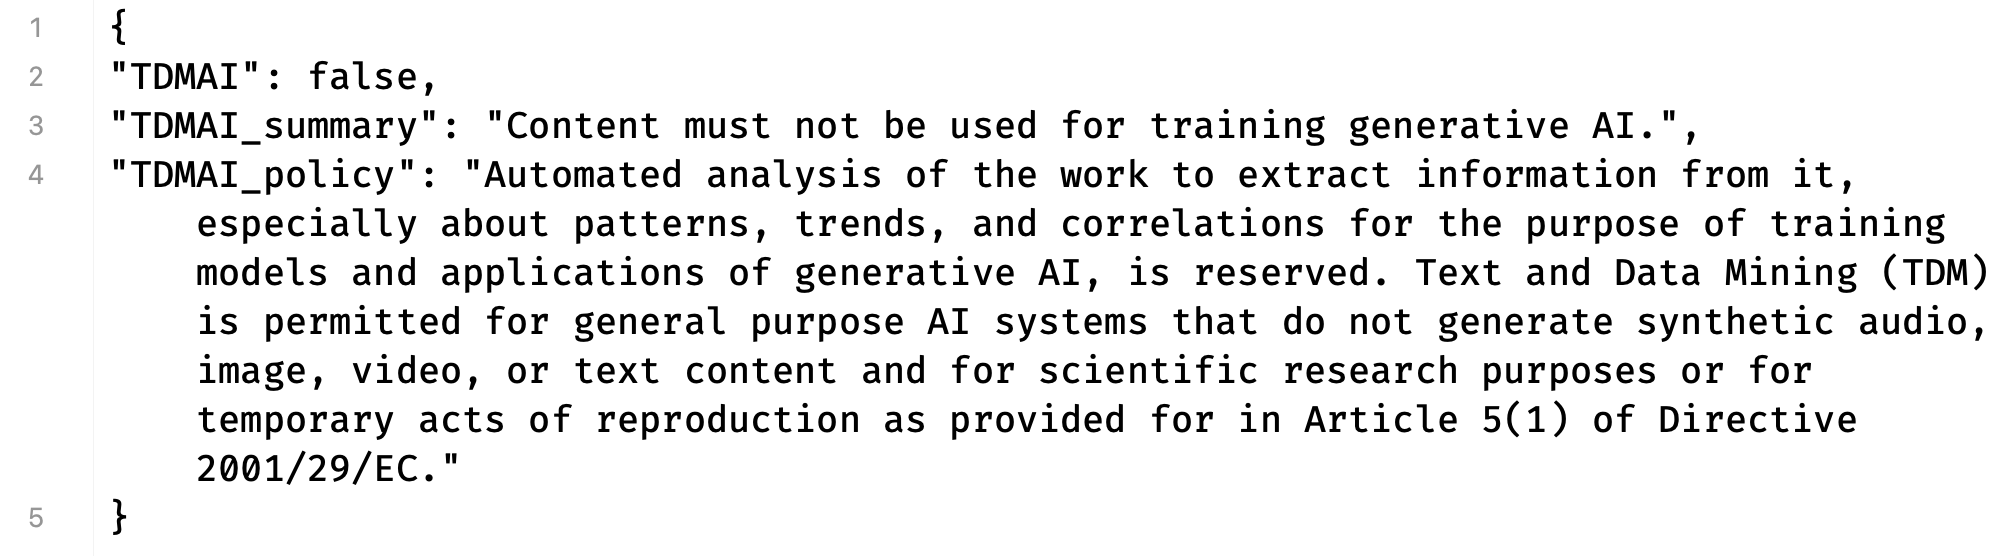 1 {
2 "TDMAI": false,
3 "TDMAI_summary": "Content must not be used for training generative AI.",
4 "TDMAI_policy": "Automated analysis of the work to extract information from it,
especially about patterns, trends, and correlations for the purpose of training
models and applications of generative AI, is reserved. Text and Data Mining (TDM)
is permitted for general purpose AI systems that do not generate synthetic audio,
image, video, or text content and for scientific research purposes or for
temporary acts of reproduction as provided for in Article 5(1) of Directive
2001/29/EC."
5 }